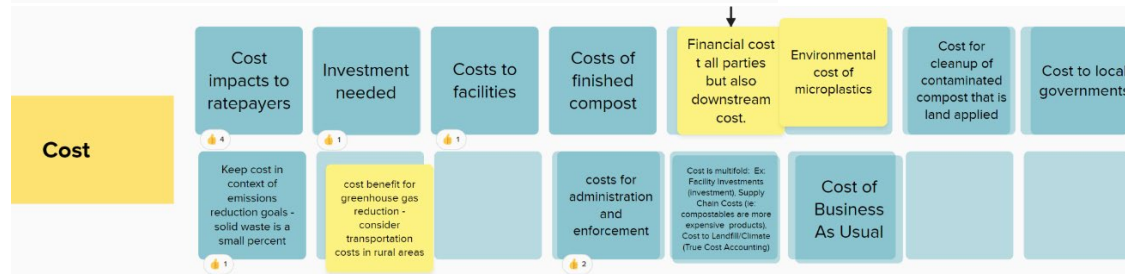 Cost
Cost
impacts to
ratepayers
4
Investment
needed
1
Costs to
facilities
1
Costs of
finished
compost
Financial cost
t all parties
but also
downstream
cost.
Environmental
cost of
microplastics
Cost for
cleanup of
contaminated
compost that is
land applied
Cost to local
governments
Keep cost in
context of
emissions
reduction goals -
solid waste is a
small percent
1
cost benefit for
greenhouse gas
reduction -
consider
transportation
costs in rural areas
costs for
administration
and
enforcement
2
Cost is multifold: Ex:
Facility Investments
(investment), Supply
Chain Costs (ie:
compostables are more
expensive products),
Cost to Landfill/Climate
(True Cost Accounting)
Cost of
Business
As Usual